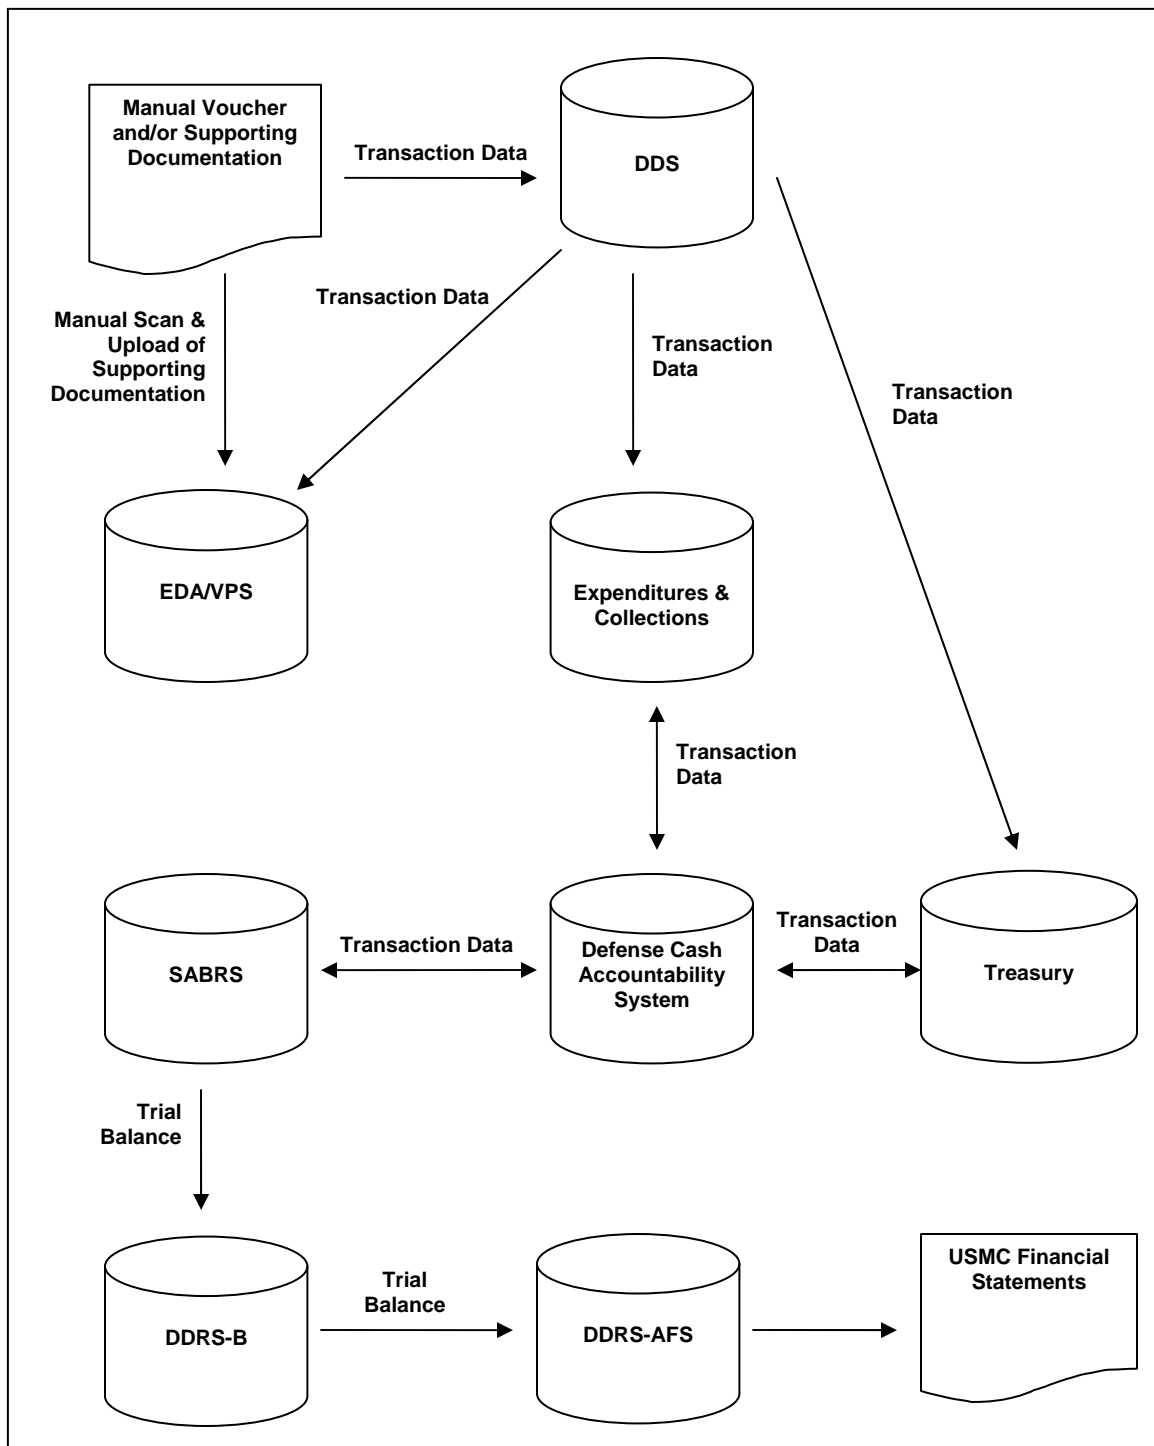 Manual Voucher
and/or Supporting
Documentation
Transaction Data
DDS
Transaction Data
Manual Scan &
Upload of
Supporting
Documentation
Transaction
Data
Transaction
Data
EDA/VPS
Expenditures &
Collections
Transaction
Data
SABRS
Transaction Data
Defense Cash
Accountability
System
Transaction
Data
Treasury
Trial
Balance
DDRS-B
Trial
Balance
DDRS-AFS
USMC Financial
Statements